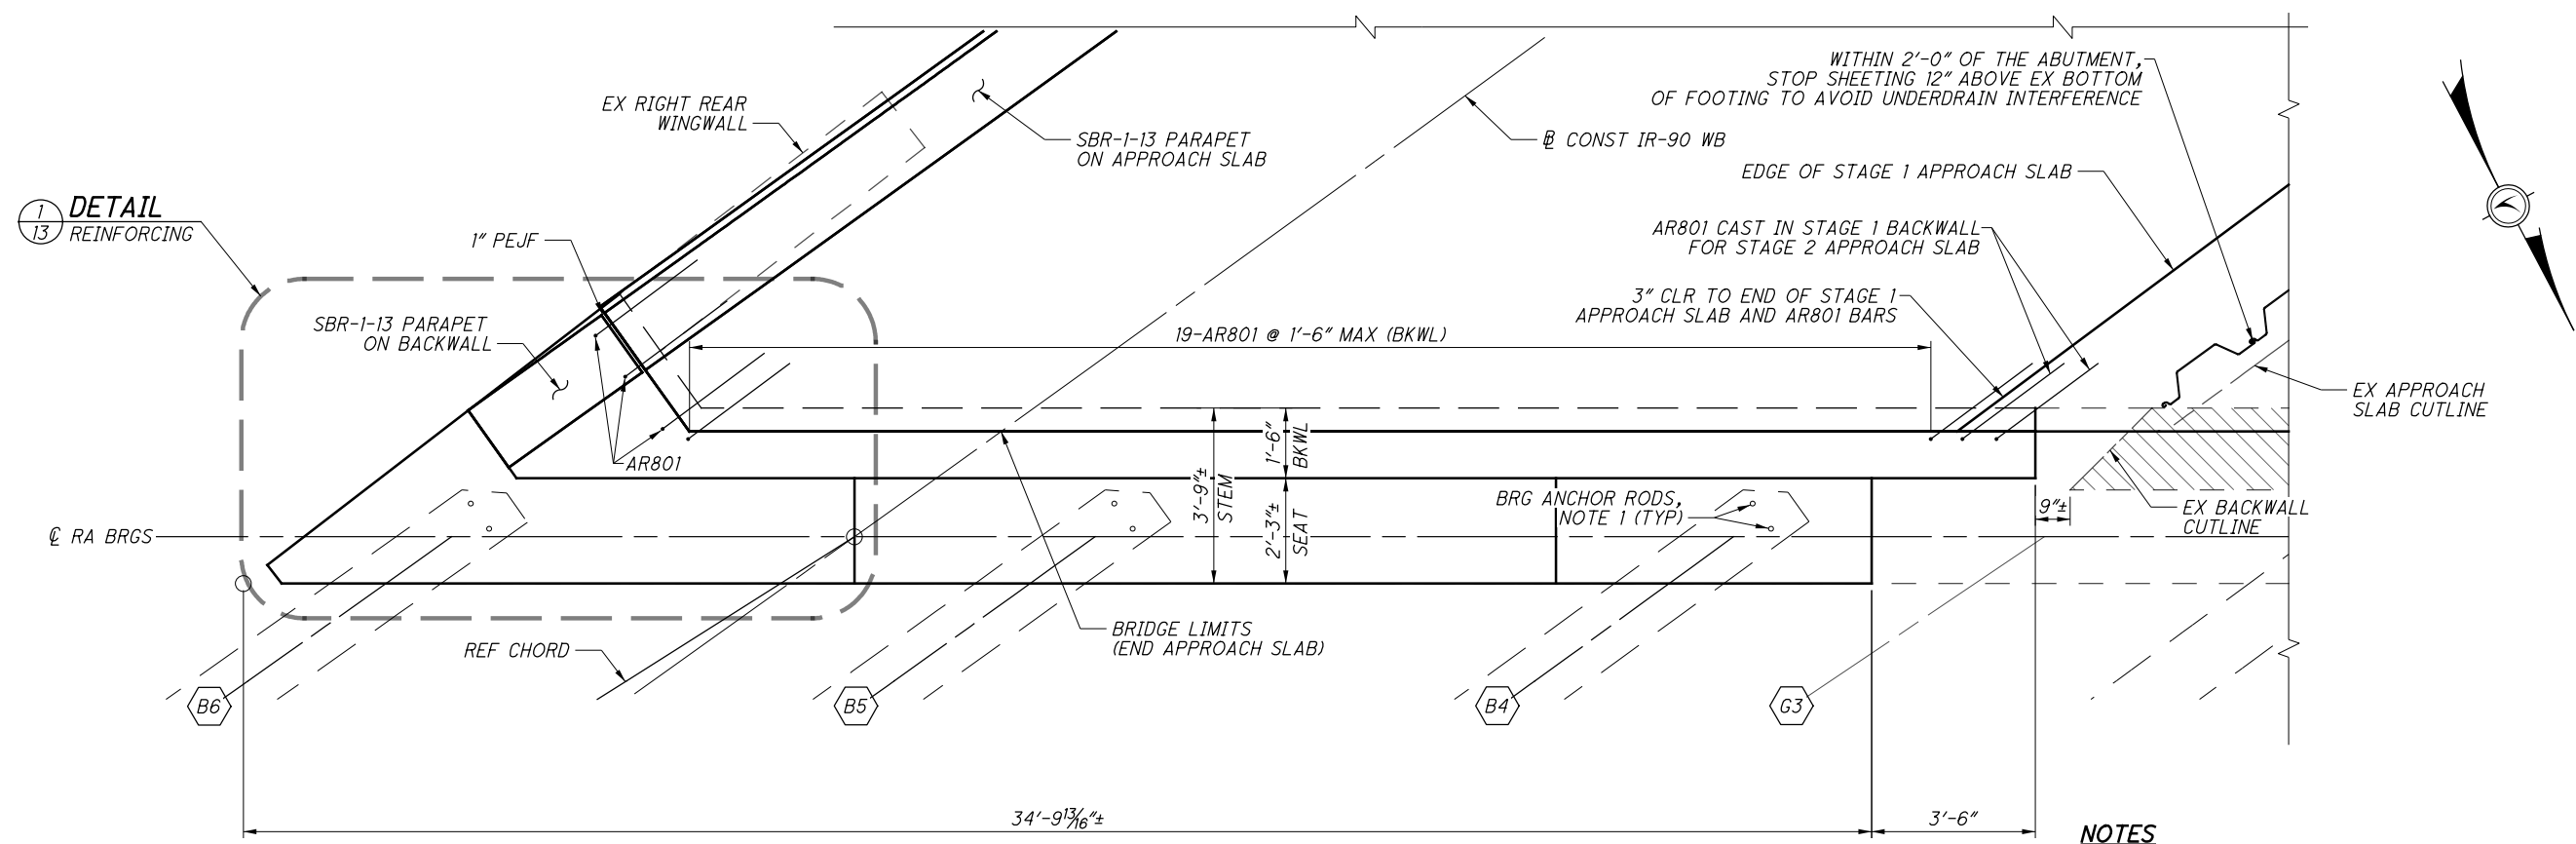 WITHIN 2'-0" OF THE ABUTMENT,
STOP SHEETING 12" ABOVE EX BOTTOM
OF FOOTING TO AVOID UNDERDRAIN INTERFERENCE
EX RIGHT REAR
WINGWALL
SBR-1-13 PARAPET
ON APPROACH SLAB
℄ CONST IR-90 WB
EDGE OF STAGE 1 APPROACH SLAB
1
13
DETAIL
REINFORCING
1" PEJF
AR801 CAST IN STAGE 1 BACKWALL
FOR STAGE 2 APPROACH SLAB
3" CLR TO END OF STAGE 1
APPROACH SLAB AND AR801 BARS
SBR-1-13 PARAPET
ON BACKWALL
19-AR801 @ 1'-6" MAX (BKWL)
EX APPROACH
SLAB CUTLINE
AR801
1'-6"
BKWL
3'-9"±
STEM
2'-3"±
SEAT
BRG ANCHOR RODS,
NOTE 1 (TYP)
9"±
EX BACKWALL
CUTLINE
℄ RA BRGS
BRIDGE LIMITS
(END APPROACH SLAB)
REF CHORD
B6
B5
B4
G3
34'-9 13/16"±
3'-6"
NOTES